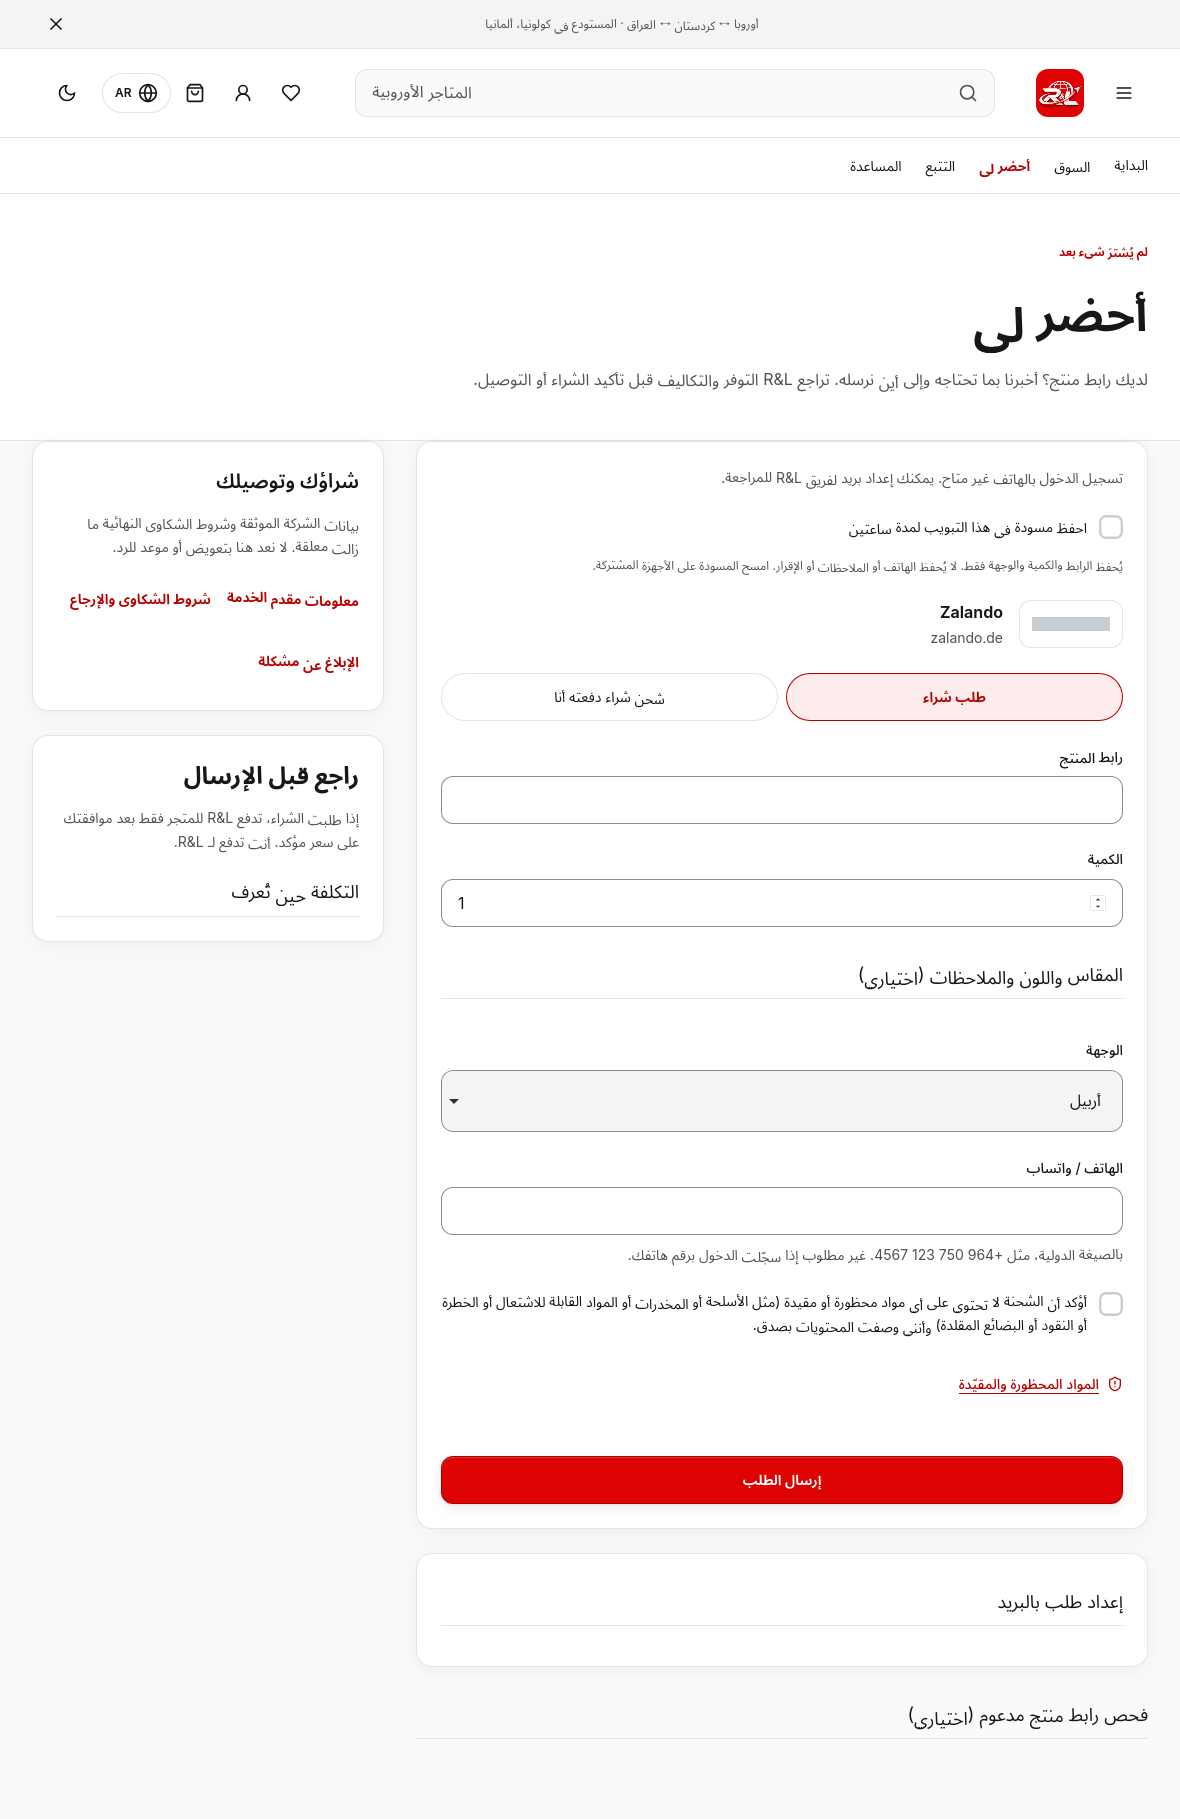 أوروبا ↔ كردستان ↔ العراق · المستودع في كولونيا، ألمانيا
R&L
المتاجر الأوروبية
AR
البداية
السوق
أحضر لي
التتبع
المساعدة
لم يُشترَ شيء بعد
أحضر لي
لديك رابط منتج؟ أخبرنا بما تحتاجه وإلى أين نرسله. تراجع R&L التوفر والتكاليف قبل تأكيد الشراء أو التوصيل.
تسجيل الدخول بالهاتف غير متاح. يمكنك إعداد بريد لفريق R&L للمراجعة.
احفظ مسودة في هذا التبويب لمدة ساعتين
يُحفظ الرابط والكمية والوجهة فقط. لا يُحفظ الهاتف أو الملاحظات أو الإقرار. امسح المسودة على الأجهزة المشتركة.
Zalando
zalando.de
طلب شراء
شحن شراء دفعته أنا
رابط المنتج
الكمية
1
المقاس واللون والملاحظات (اختياري)
الوجهة
أربيل
الهاتف / واتساب
بالصيغة الدولية، مثل +964 750 123 4567. غير مطلوب إذا سجّلت الدخول برقم هاتفك.
أؤكد أن الشحنة لا تحتوي على أي مواد محظورة أو مقيدة (مثل الأسلحة أو المخدرات أو المواد القابلة للاشتعال أو الخطرة
أو النقود أو البضائع المقلدة) وأنني وصفت المحتويات بصدق.
المواد المحظورة والمقيّدة
إرسال الطلب
إعداد طلب بالبريد
فحص رابط منتج مدعوم (اختياري)
شراؤك وتوصيلك
بيانات الشركة الموثقة وشروط الشكاوى النهائية ما
زالت معلقة. لا نعد هنا بتعويض أو موعد للرد.
معلومات مقدم الخدمة
شروط الشكاوى والإرجاع
الإبلاغ عن مشكلة
راجع قبل الإرسال
إذا طلبت الشراء، تدفع R&L للمتجر فقط بعد موافقتك
على سعر مؤكد. أنت تدفع لـ R&L.
التكلفة حين تُعرف